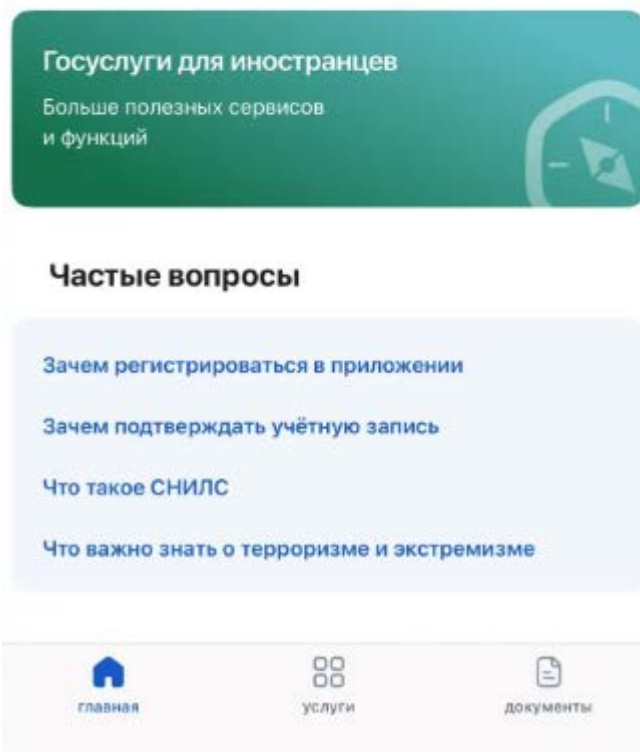 Госуслуги для иностранцев
Больше полезных сервисов
и функций
Частые вопросы
Зачем регистрироваться в приложении
Зачем подтверждать учётную запись
Что такое СНИЛС
Что важно знать о терроризме и экстремизме
главная
услуги
документы